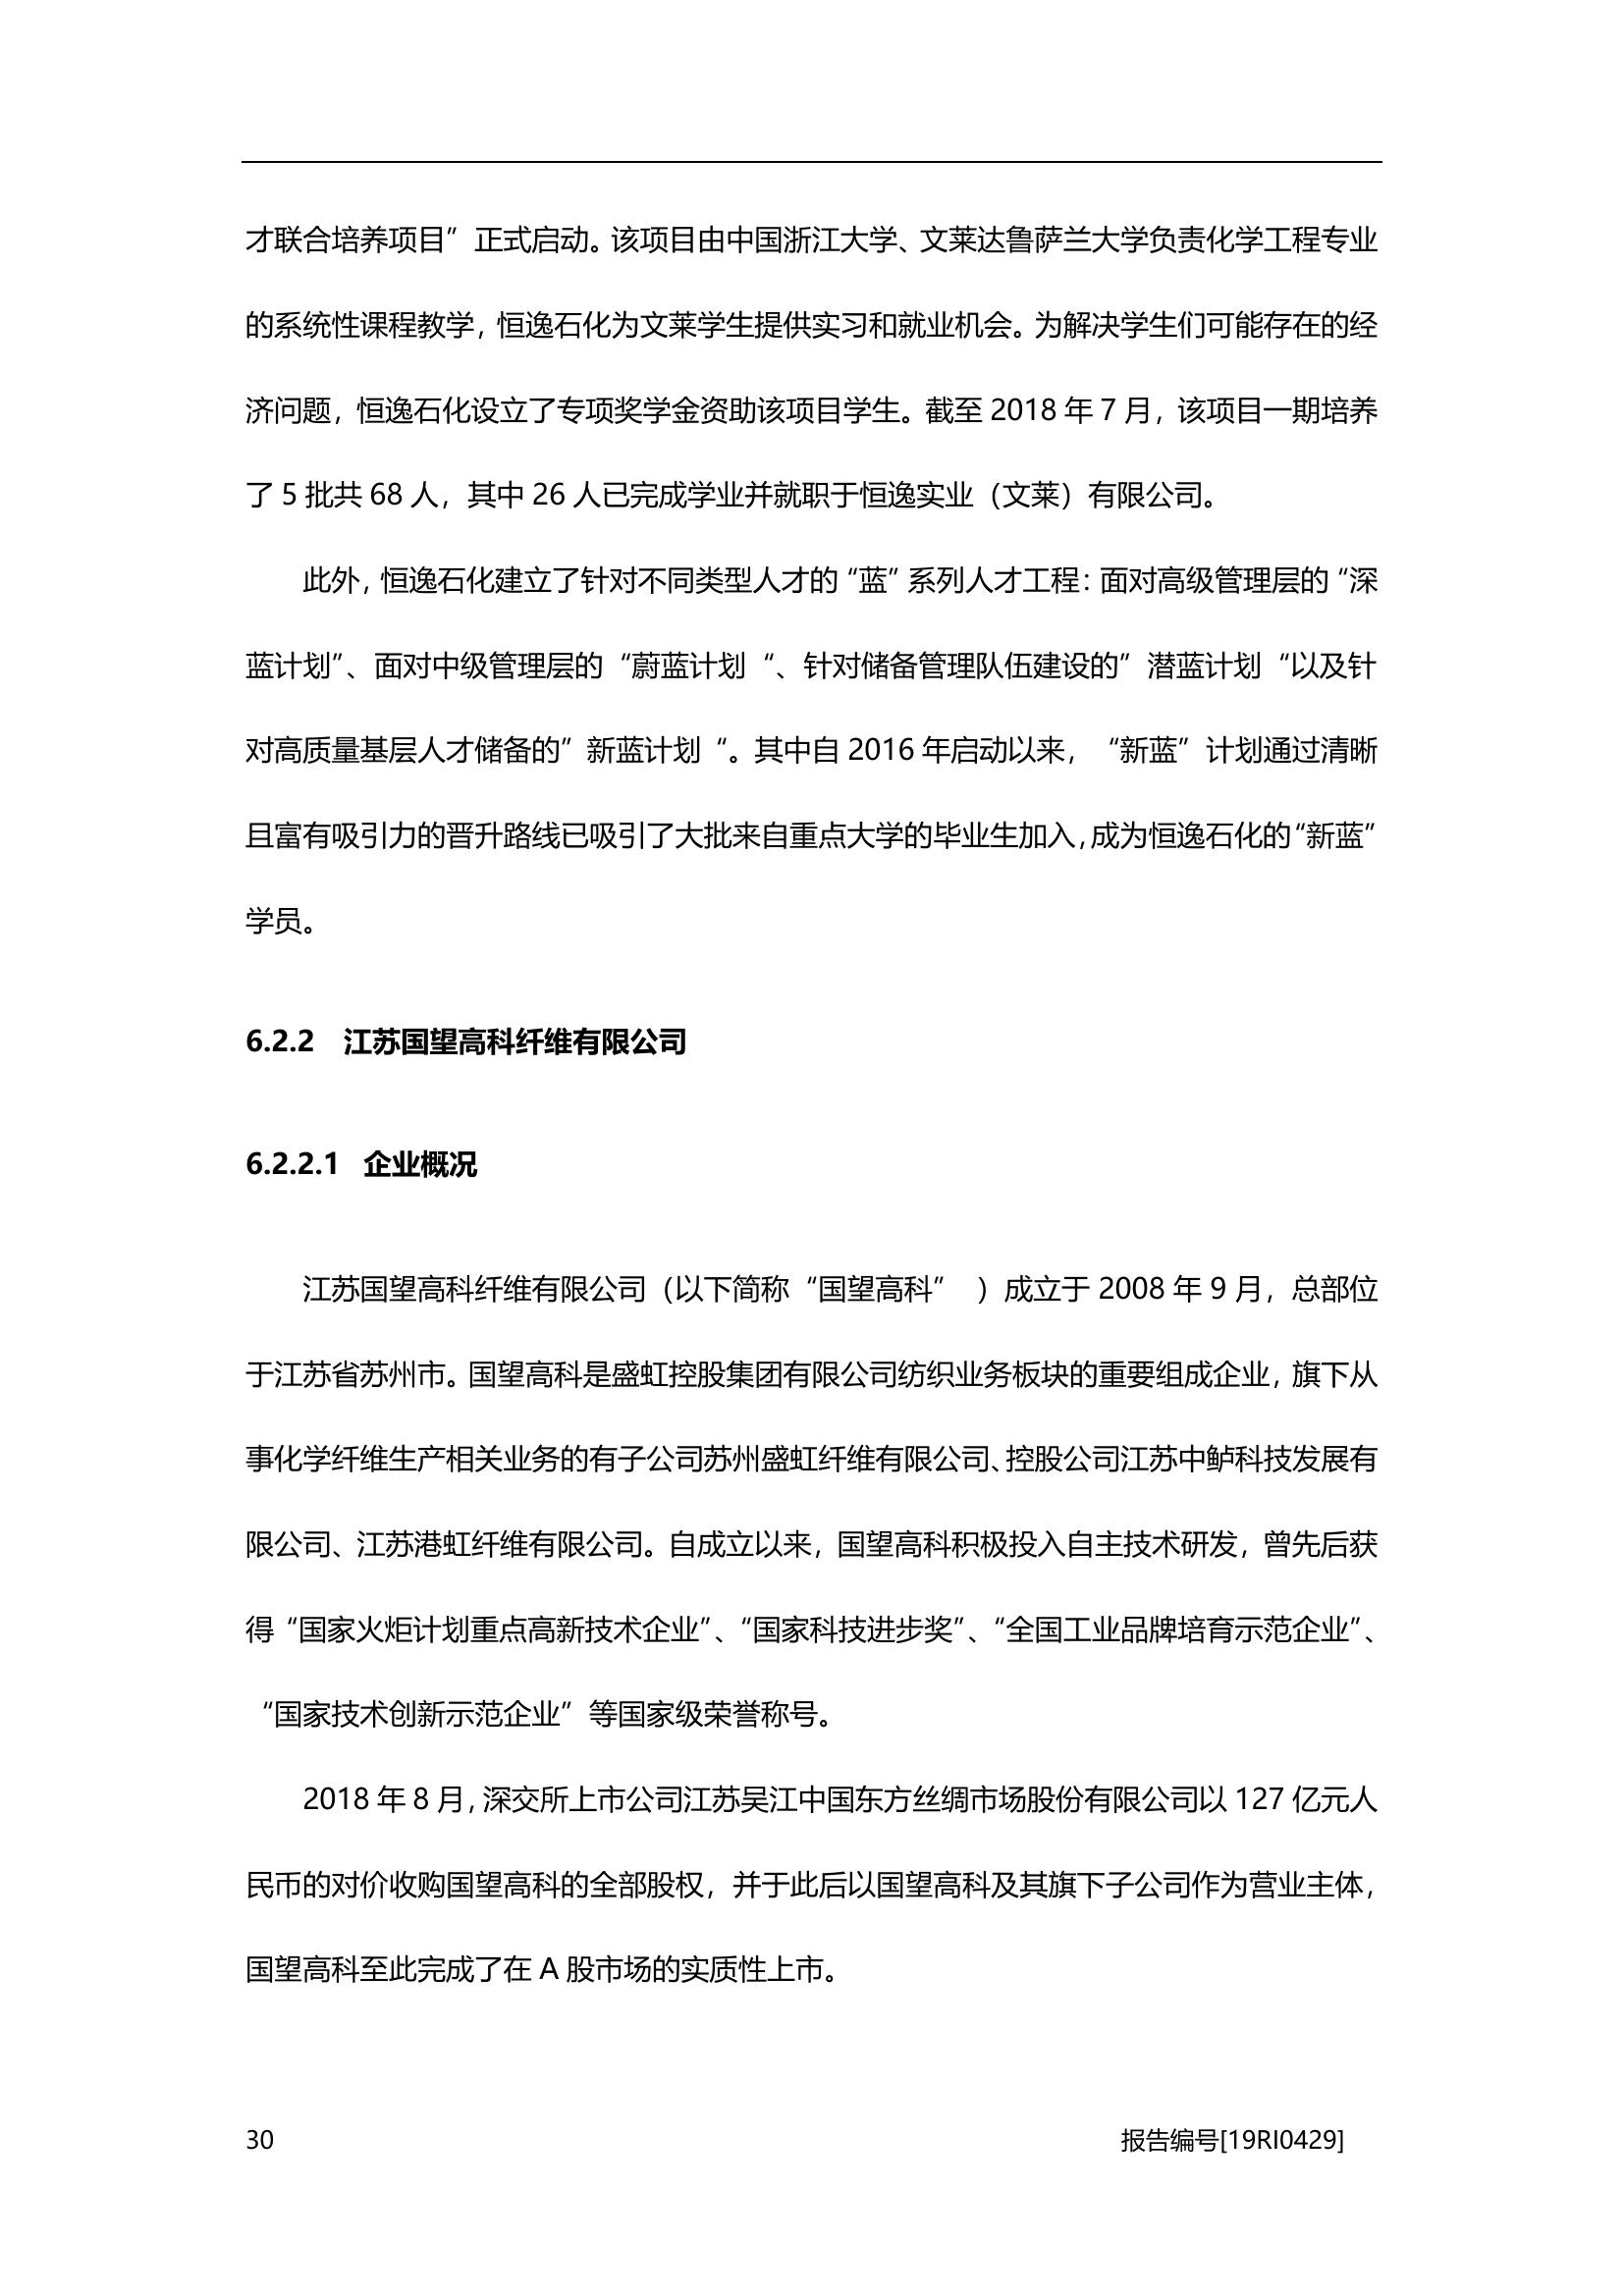 才联合培养项目”正式启动。该项目由中国浙江大学、文莱达鲁萨兰大学负责化学工程专业
的系统性课程教学，恒逸石化为文莱学生提供实习和就业机会。为解决学生们可能存在的经
济问题，恒逸石化设立了专项奖学金资助该项目学生。截至 2018 年 7 月，该项目一期培养
了 5 批共 68 人，其中 26 人已完成学业并就职于恒逸实业（文莱）有限公司。
此外，恒逸石化建立了针对不同类型人才的“蓝”系列人才工程：面对高级管理层的“深
蓝计划”、面对中级管理层的“蔚蓝计划“、针对储备管理队伍建设的”潜蓝计划“以及针
对高质量基层人才储备的”新蓝计划“。其中自 2016 年启动以来，“新蓝”计划通过清晰
且富有吸引力的晋升路线已吸引了大批来自重点大学的毕业生加入，成为恒逸石化的“新蓝”
学员。
6.2.2 江苏国望高科纤维有限公司
6.2.2.1 企业概况
江苏国望高科纤维有限公司（以下简称“国望高科” ）成立于 2008 年 9 月，总部位
于江苏省苏州市。国望高科是盛虹控股集团有限公司纺织业务板块的重要组成企业，旗下从
事化学纤维生产相关业务的有子公司苏州盛虹纤维有限公司、控股公司江苏中鲈科技发展有
限公司、江苏港虹纤维有限公司。自成立以来，国望高科积极投入自主技术研发，曾先后获
得“国家火炬计划重点高新技术企业”、“国家科技进步奖”、“全国工业品牌培育示范企业”、
“国家技术创新示范企业”等国家级荣誉称号。
2018 年 8 月，深交所上市公司江苏吴江中国东方丝绸市场股份有限公司以 127 亿元人
民币的对价收购国望高科的全部股权，并于此后以国望高科及其旗下子公司作为营业主体，
国望高科至此完成了在 A 股市场的实质性上市。
30 报告编号[19RI0429]